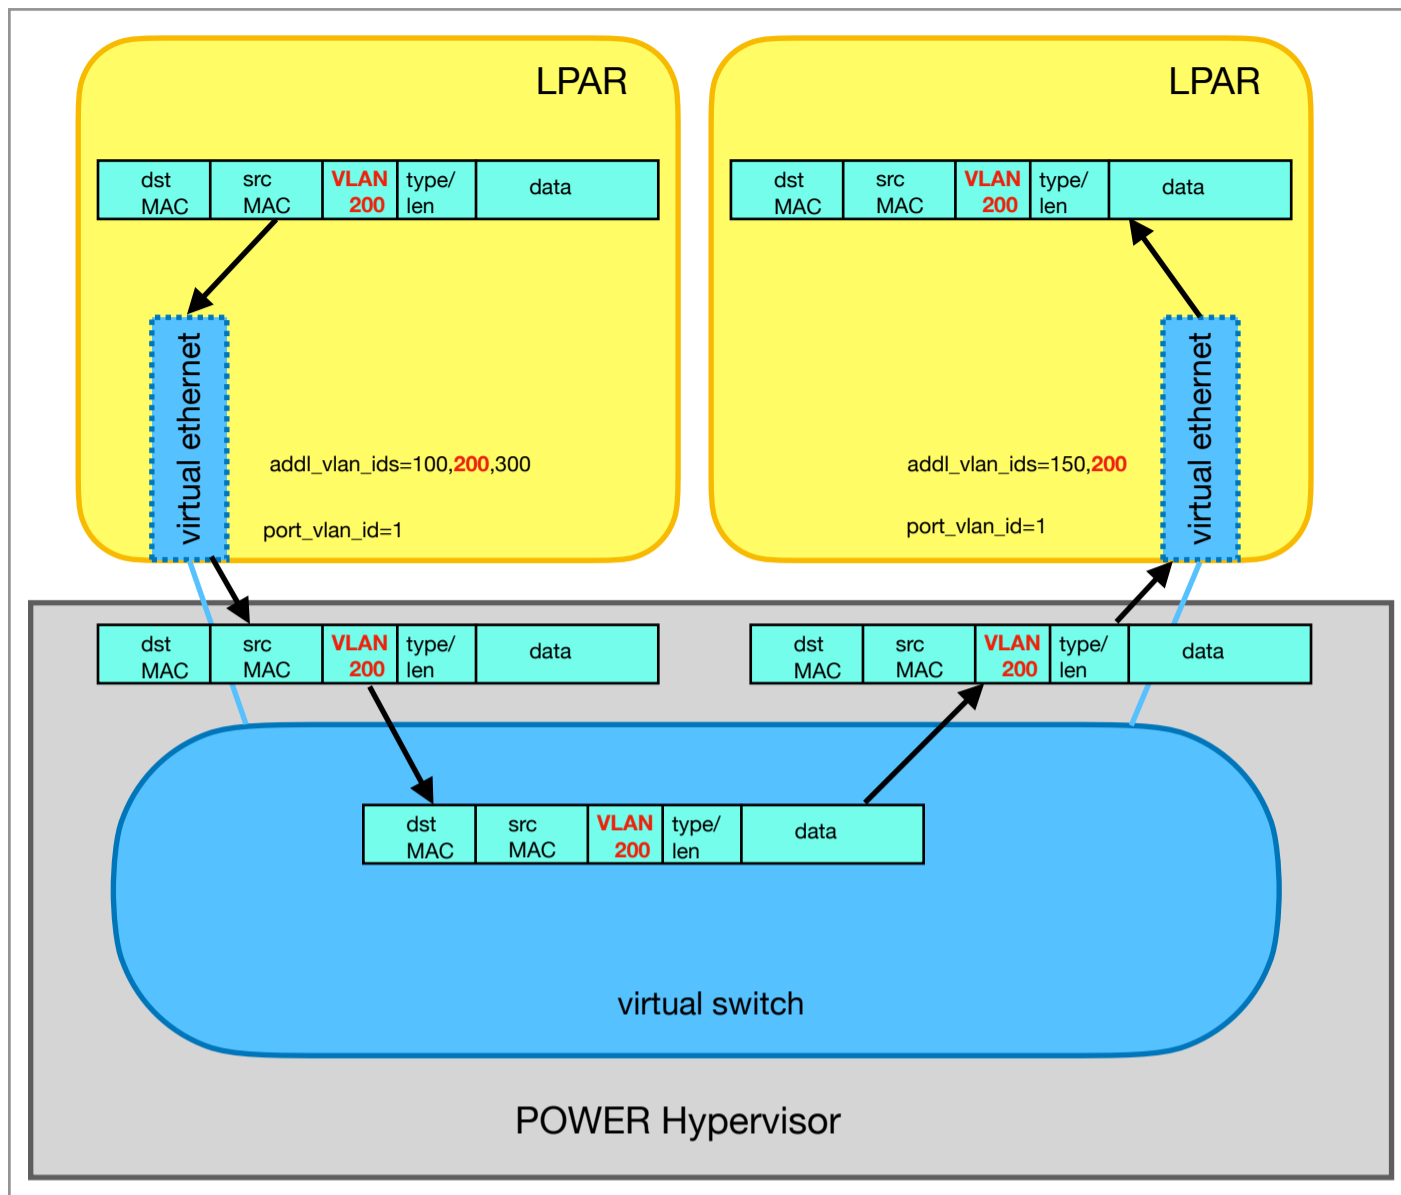 LPAR
dst MAC
src MAC
VLAN 200
type/ len
data
virtual ethernet
addl_vlan_ids=100,200,300
port_vlan_id=1
LPAR
dst MAC
src MAC
VLAN 200
type/ len
data
addl_vlan_ids=150,200
port_vlan_id=1
virtual ethernet
dst MAC
src MAC
VLAN 200
type/ len
data
dst MAC
src MAC
VLAN 200
type/ len
data
dst MAC
src MAC
VLAN 200
type/ len
data
virtual switch
POWER Hypervisor